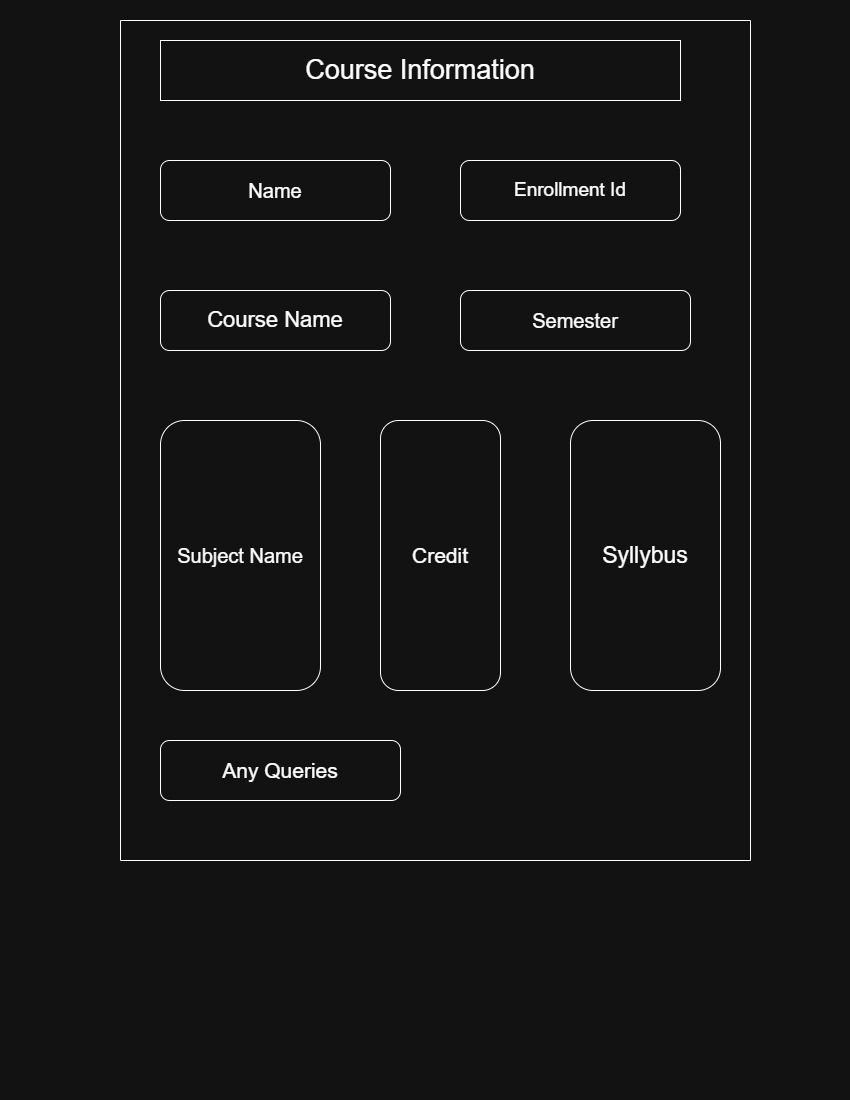 Course Information
Name
Enrollment Id
Course Name
Semester
Subject Name
Credit
Syllybus
Any Queries